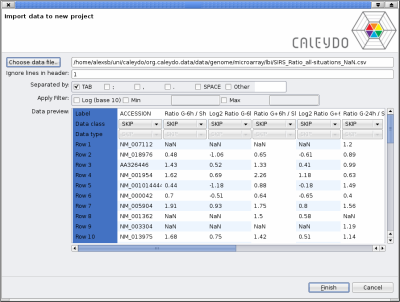 Import data to new project
CALEYDO
Choose data file.. /home/alexsb/uni/caleydo/org.caleydo.data/data/genome/microarray/lbi/SIRS_Ratio_all-situations_NaN.csv
Ignore lines in header: 1
Separated by: TAB ; , . SPACE Other
Apply Filter: Log (base 10) Min Max
Data preview:
Label ACCESSION Ratio G-6h / Sh Log2 Ratio G-6h Ratio G+6h / Sh Log2 Ratio G+6h Ratio G-24h / Sh
Data class SKIP SKIP SKIP SKIP SKIP SKIP
Data type
Row 1 NM_007112 NaN NaN NaN NaN 1.2
Row 2 NM_018976 0.48 -1.06 0.65 -0.61 0.89
Row 3 AA326446 1.43 0.52 1.33 0.41 0.99
Row 4 NM_001954 1.62 0.69 2.26 1.18 0.63
Row 5 NM_001014444 0.44 -1.18 0.88 -0.18 1.49
Row 6 NM_000042 0.7 -0.51 0.64 -0.65 0.4
Row 7 NM_005904 1.91 0.93 1.75 0.8 1.56
Row 8 NM_001362 NaN NaN 1.5 0.58 NaN
Row 9 NM_003304 NaN NaN NaN NaN 1.19
Row 10 NM_013975 1.68 0.75 1.42 0.51 1.14
Finish Cancel